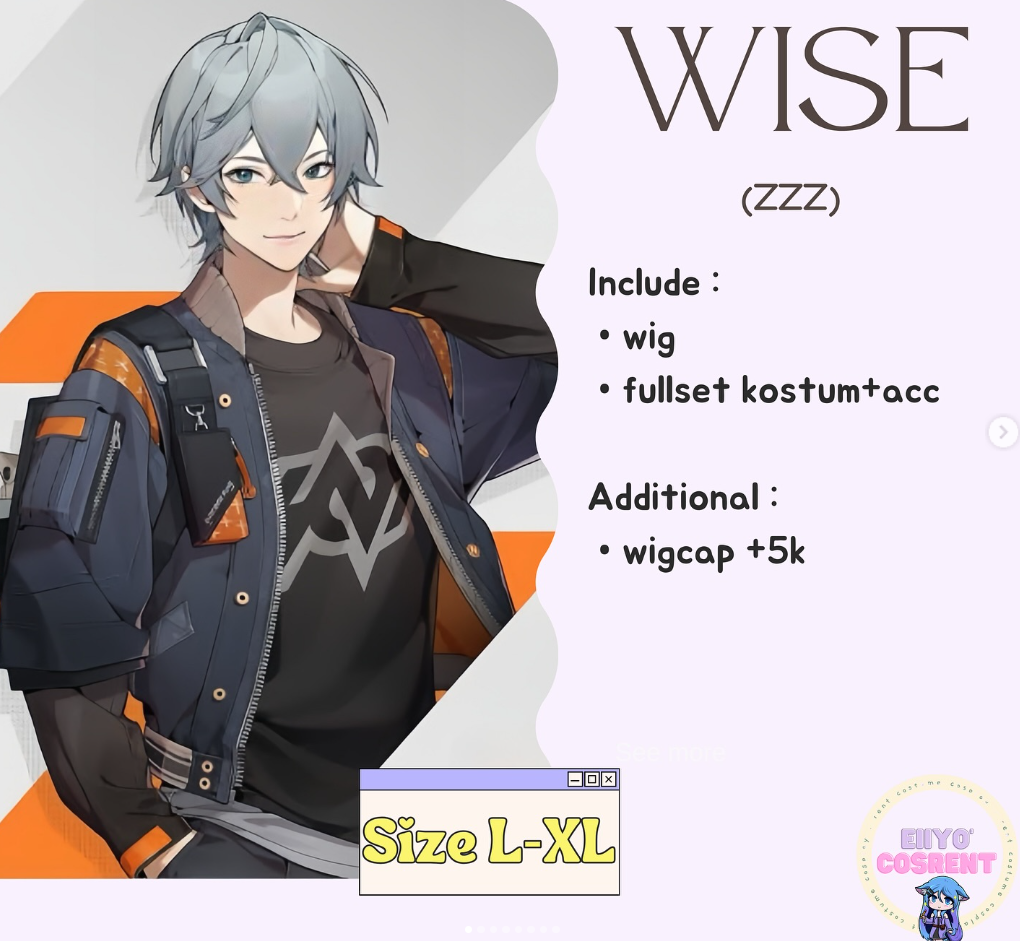 WISE
(ZZZ)
Include :
• wig
• fullset kostum+acc
Additional :
• wigcap +5k
Size L-XL
EIIYO'
COSRENT